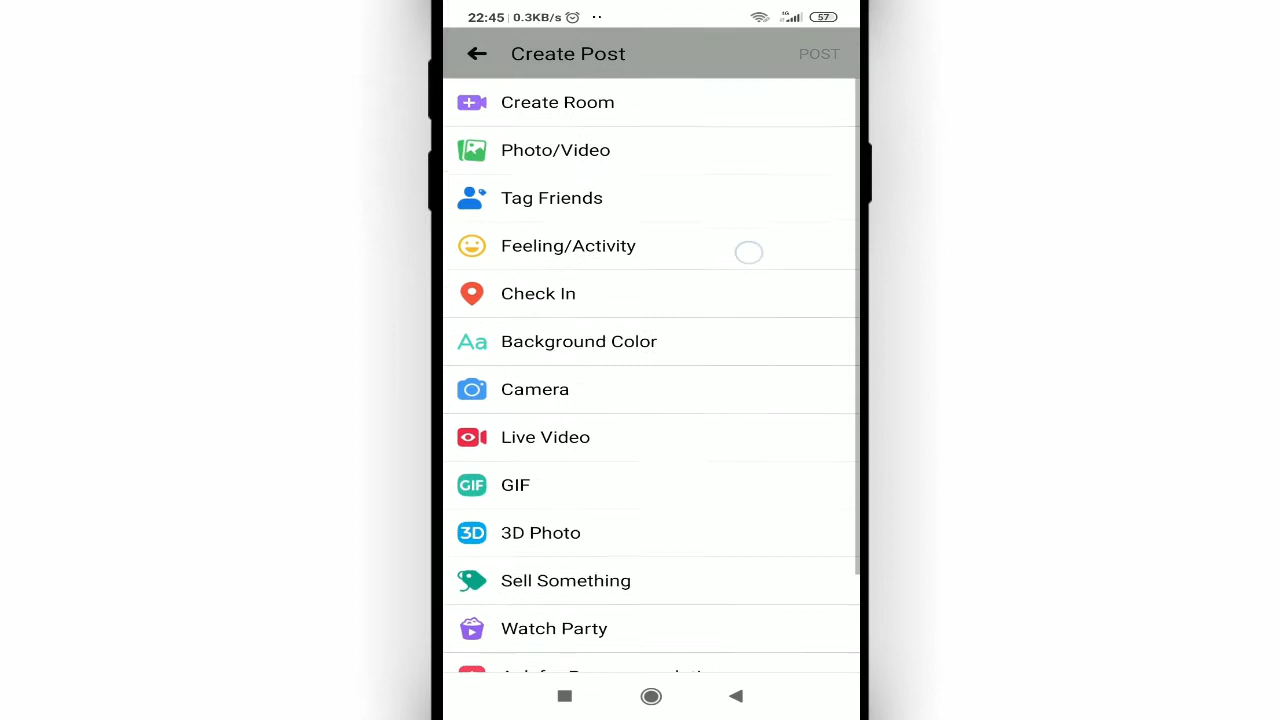 22:45 0.3KB/s 4G 57
Create Post POST
Create Room
Photo/Video
Tag Friends
Feeling/Activity
Check In
Aa Background Color
Camera
Live Video
GIF GIF
3D 3D Photo
Sell Something
Watch Party